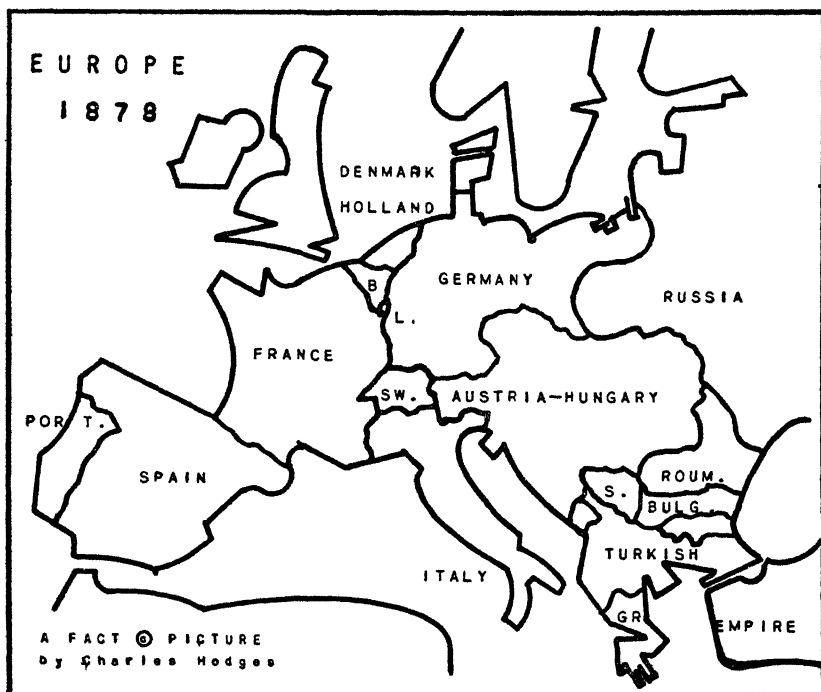 EUROPE
1878
DENMARK
HOLLAND
B
GERMANY
L.
RUSSIA
FRANCE
SW.
AUSTRIA-HUNGARY
PORT.
SPAIN
S.
ROUM.
BULG.
TURKISH
ITALY
GR.
EMPIRE
A FACT G PICTURE
by Charles Hodges